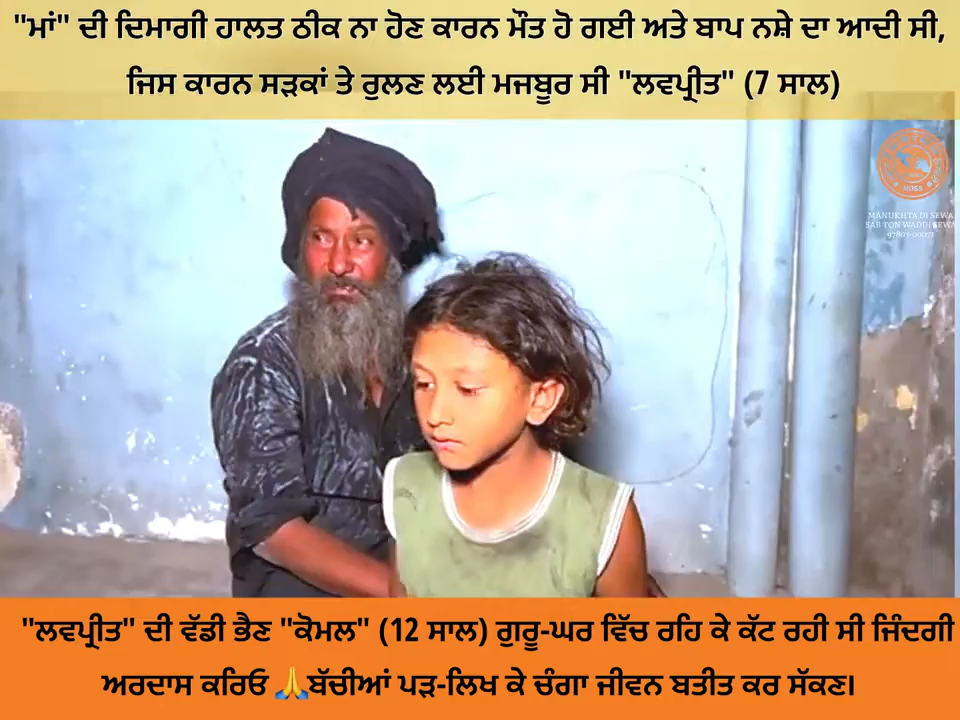 "ਮਾਂ" ਦੀ ਦਿਮਾਗੀ ਹਾਲਤ ਠੀਕ ਨਾ ਹੋਣ ਕਾਰਨ ਮੌਤ ਹੋ ਗਈ ਅਤੇ ਬਾਪ ਨਸ਼ੇ ਦਾ ਆਦੀ ਸੀ,
ਜਿਸ ਕਾਰਨ ਸੜਕਾਂ ਤੇ ਰੁਲਣ ਲਈ ਮਜਬੂਰ ਸੀ "ਲਵਪ੍ਰੀਤ" (7 ਸਾਲ)
MDSS
MANUKHTA DI SEWA
SAB TON WADDI SEWA
"ਲਵਪ੍ਰੀਤ" ਦੀ ਵੱਡੀ ਭੈਣ "ਕੋਮਲ" (12 ਸਾਲ) ਗੁਰੂ-ਘਰ ਵਿੱਚ ਰਹਿ ਕੇ ਕੱਟ ਰਹੀ ਸੀ ਜਿੰਦਗੀ
ਅਰਦਾਸ ਕਰਿਓ 🙏ਬੱਚੀਆਂ ਪੜ-ਲਿਖ ਕੇ ਚੰਗਾ ਜੀਵਨ ਬਤੀਤ ਕਰ ਸੱਕਣ।